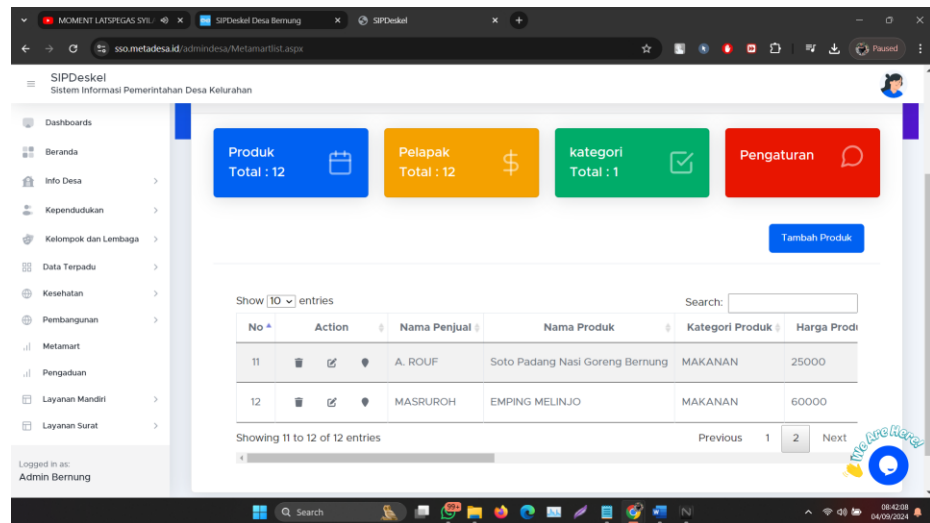 MOMENT LATSPEGAS SYIL
SIPDeskel Desa Bernung
SIPDeskel
sso.metadesa.id/admindesa/Metamartlist.aspx
Paused
SIPDeskel
Sistem Informasi Pemerintahan Desa Kelurahan
Dashboards
Beranda
Info Desa
Kependudukan
Kelompok dan Lembaga
Data Terpadu
Kesehatan
Pembangunan
Metamart
Pengaduan
Layanan Mandiri
Layanan Surat
Logged in as:
Admin Bernung
Produk
Total : 12
Pelapak
Total : 12
kategori
Total : 1
Pengaturan
Tambah Produk
Show 10 entries
Search:
No Action Nama Penjual Nama Produk Kategori Produk Harga Produ
11 A. ROUF Soto Padang Nasi Goreng Bernung MAKANAN 25000
12 MASRUROH EMPING MELINJO MAKANAN 60000
Showing 11 to 12 of 12 entries
Previous 1 2 Next
We Are Here!
Search
99+
08:42:08
04/09/2024